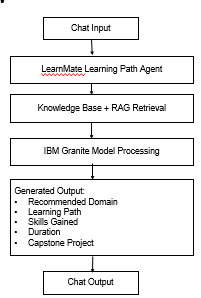 Chat Input
LearnMate Learning Path Agent
Knowledge Base + RAG Retrieval
IBM Granite Model Processing
Generated Output:
• Recommended Domain
• Learning Path
• Skills Gained
• Duration
• Capstone Project
Chat Output